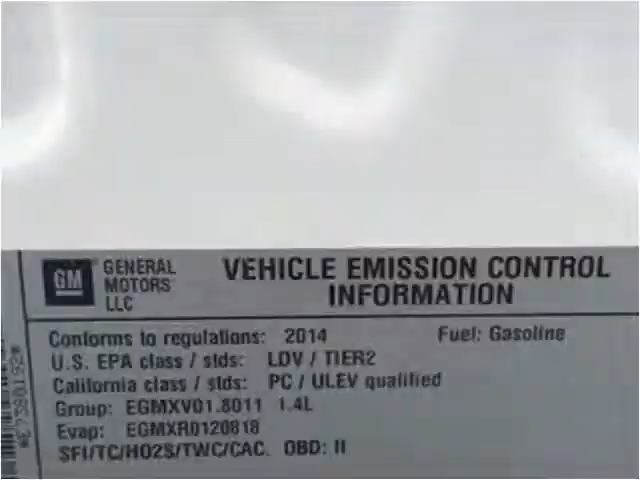 GM
GENERAL MOTORS LLC
VEHICLE EMISSION CONTROL
INFORMATION
Conforms to regulations: 2014 Fuel: Gasoline
U.S. EPA class / stds: LDV / TIER2
California class / stds: PC / ULEV qualified
Group: EGMXV01.8011 1.4L
Evap: EGMXR0120818
SFI/TC/HO2S/TWC/CAC. OBD: II